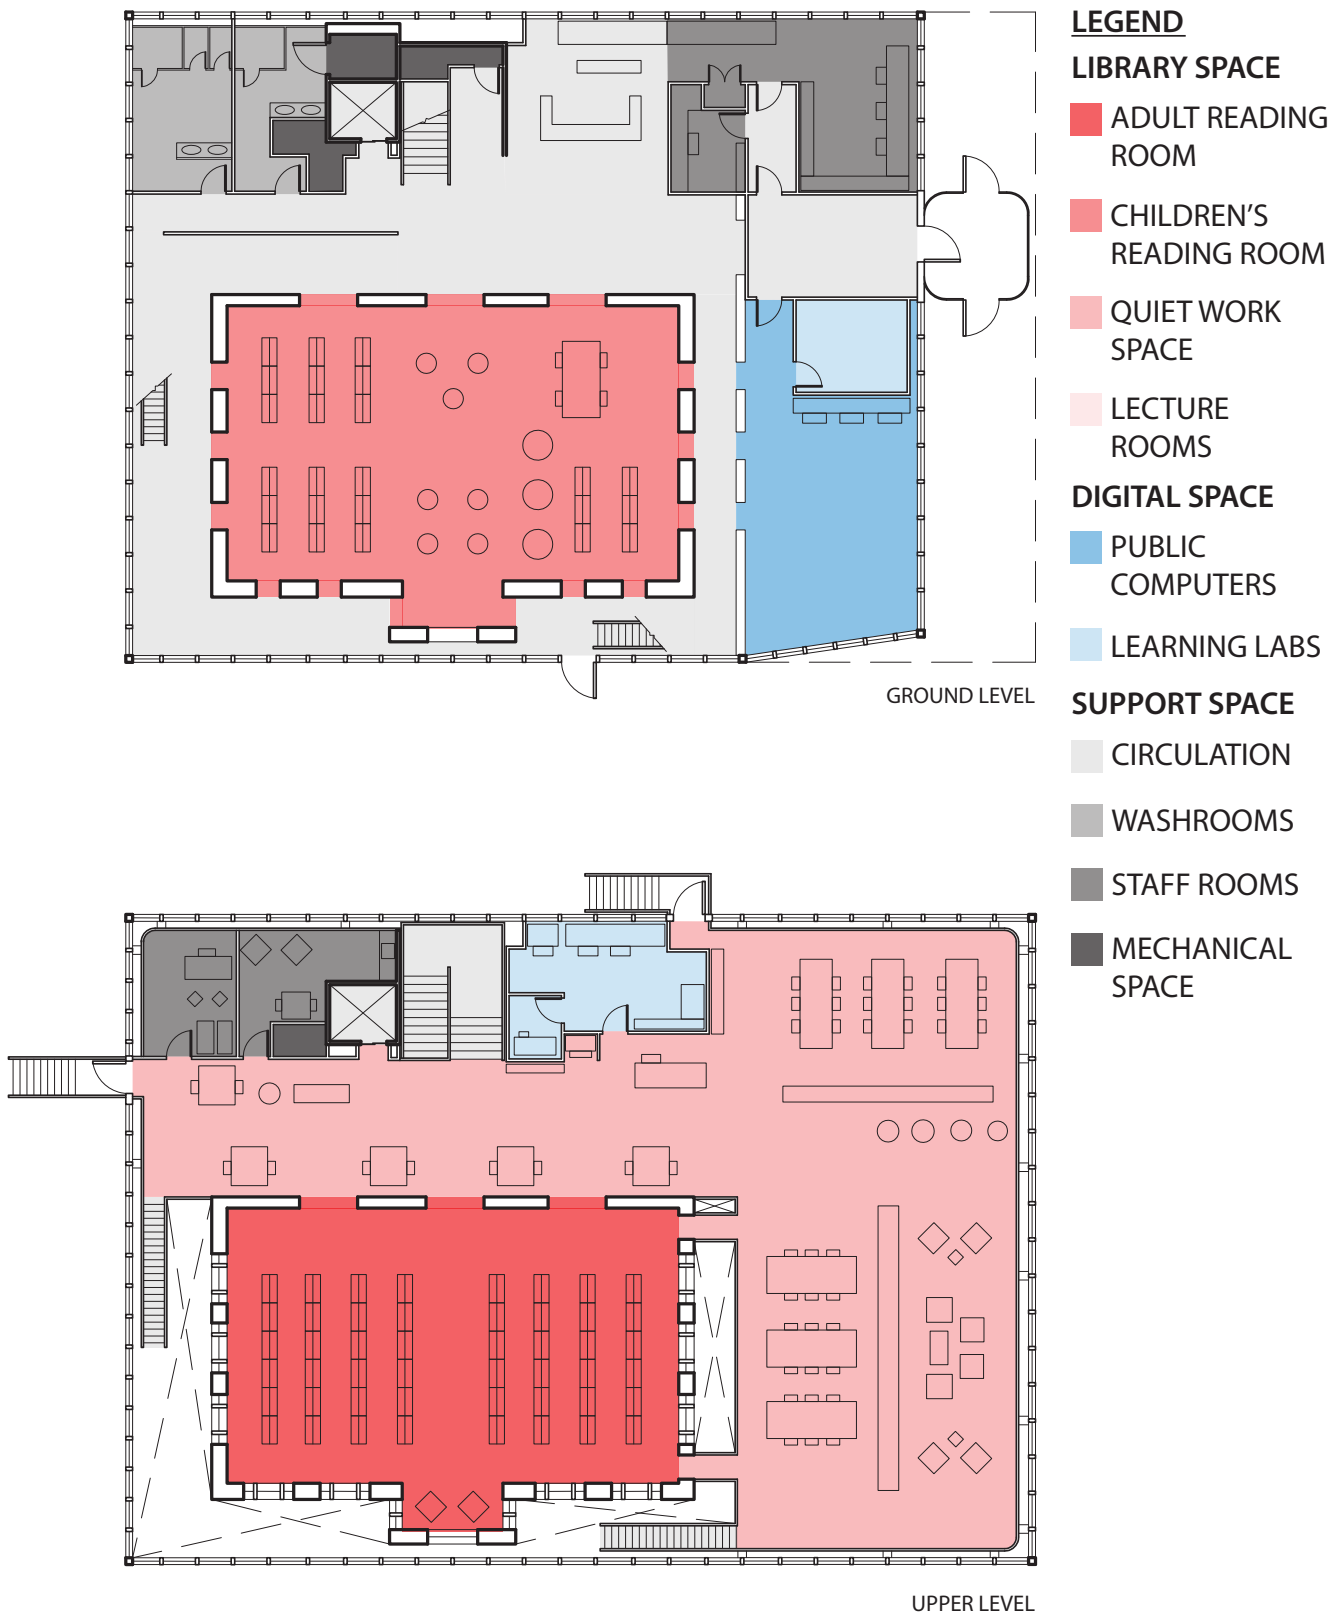 LEGEND
LIBRARY SPACE
ADULT READING
ROOM
CHILDREN'S
READING ROOM
QUIET WORK
SPACE
LECTURE
ROOMS
DIGITAL SPACE
PUBLIC
COMPUTERS
LEARNING LABS
SUPPORT SPACE
CIRCULATION
WASHROOMS
STAFF ROOMS
MECHANICAL
SPACE
GROUND LEVEL
UPPER LEVEL